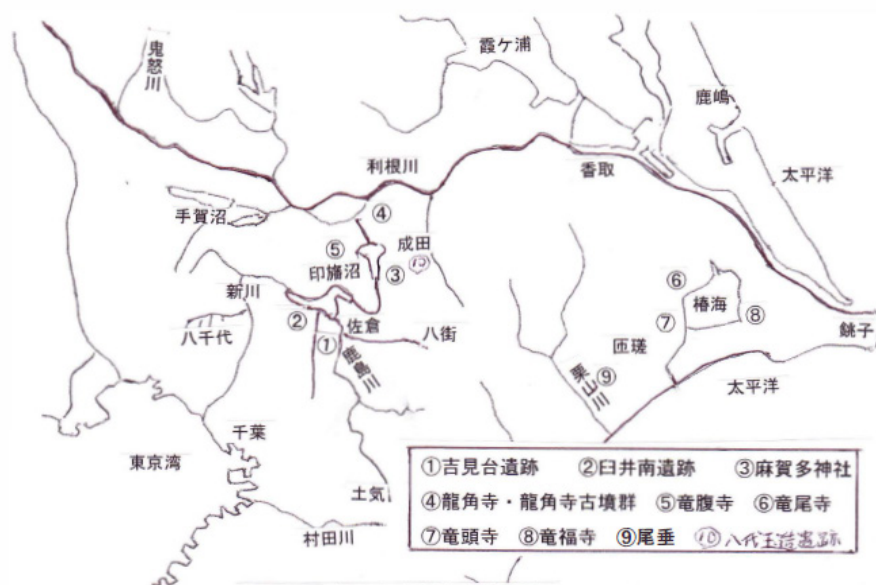 霞ケ浦
鬼怒川
鹿嶋
利根川
香取
太平洋
手賀沼
④
⑤
成田
印旛沼
③
⑩
新川
⑥
椿海
②
佐倉
八街
⑦
⑧
銚子
八千代
①
匝瑳
鹿島川
栗山川
⑨
太平洋
千葉
東京湾
土気
村田川
①吉見台遺跡 ②臼井南遺跡 ③麻賀多神社
④龍角寺・龍角寺古墳群 ⑤竜腹寺 ⑥竜尾寺
⑦竜頭寺 ⑧竜福寺 ⑨尾垂 ⑩八代玉造遺跡